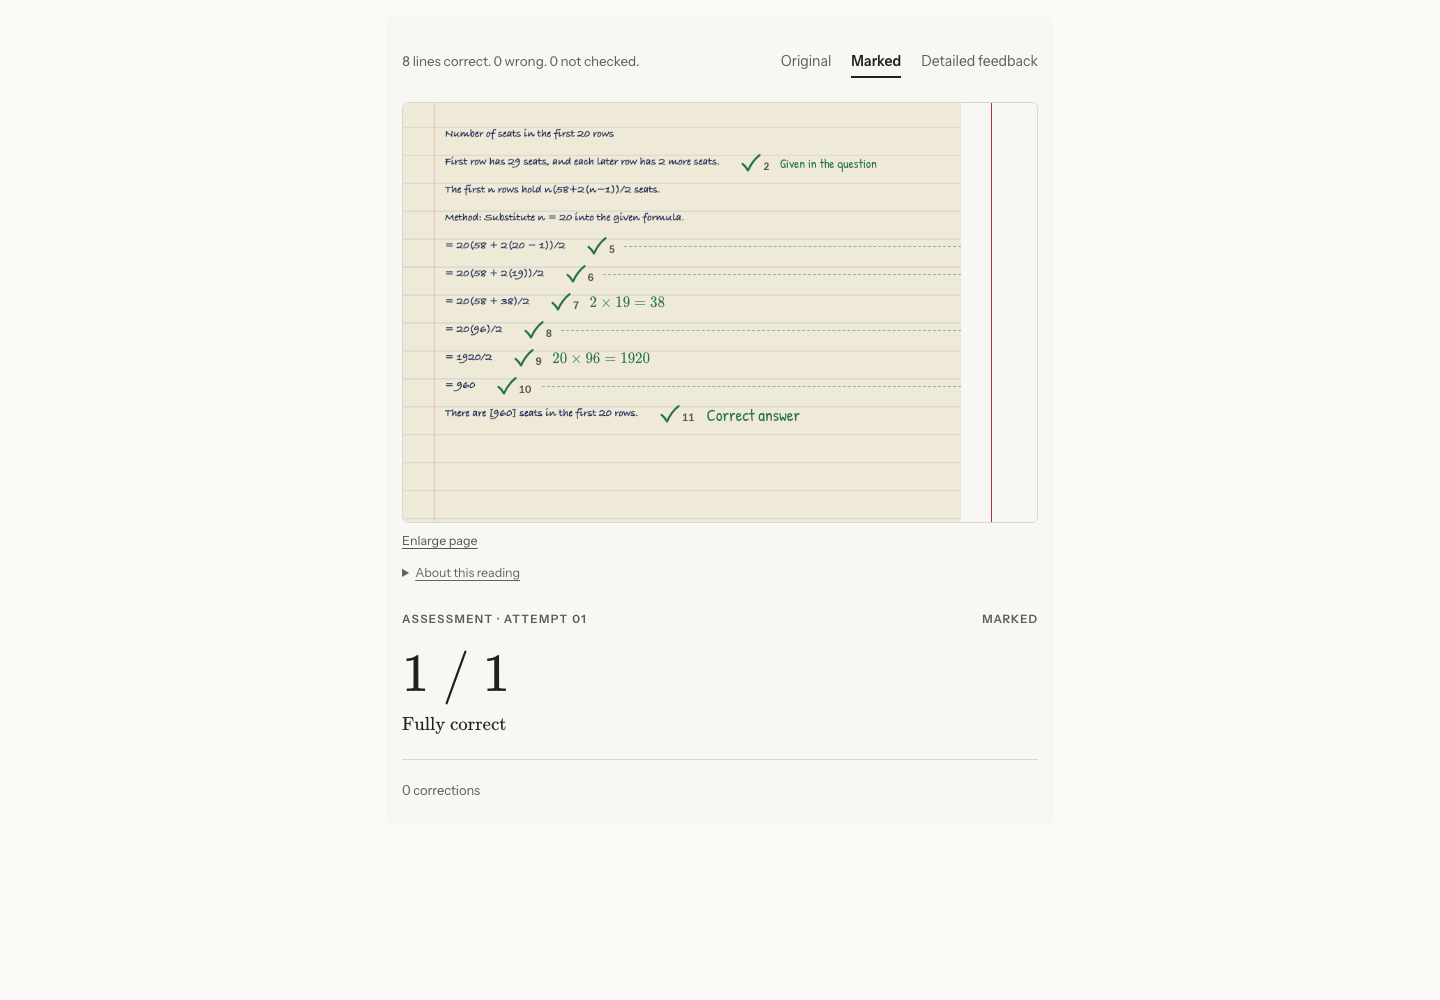 8 lines correct. 0 wrong. 0 not checked.
Original Marked Detailed feedback
Number of seats in the first 20 rows
First row has 29 seats, and each later row has 2 more seats. ✓ 2 Given in the question
The first n rows hold n(58+2(n−1))/2 seats.
Method: Substitute n = 20 into the given formula.
= 20(58 + 2(20 − 1))/2 ✓ 5
= 20(58 + 2(19))/2 ✓ 6
= 20(58 + 38)/2 ✓ 7 2 × 19 = 38
= 20(96)/2 ✓ 8
= 1920/2 ✓ 9 20 × 96 = 1920
= 960 ✓ 10
There are [960] seats in the first 20 rows. ✓ 11 Correct answer
Enlarge page
▶ About this reading
ASSESSMENT · ATTEMPT 01 MARKED
1 / 1
Fully correct
0 corrections